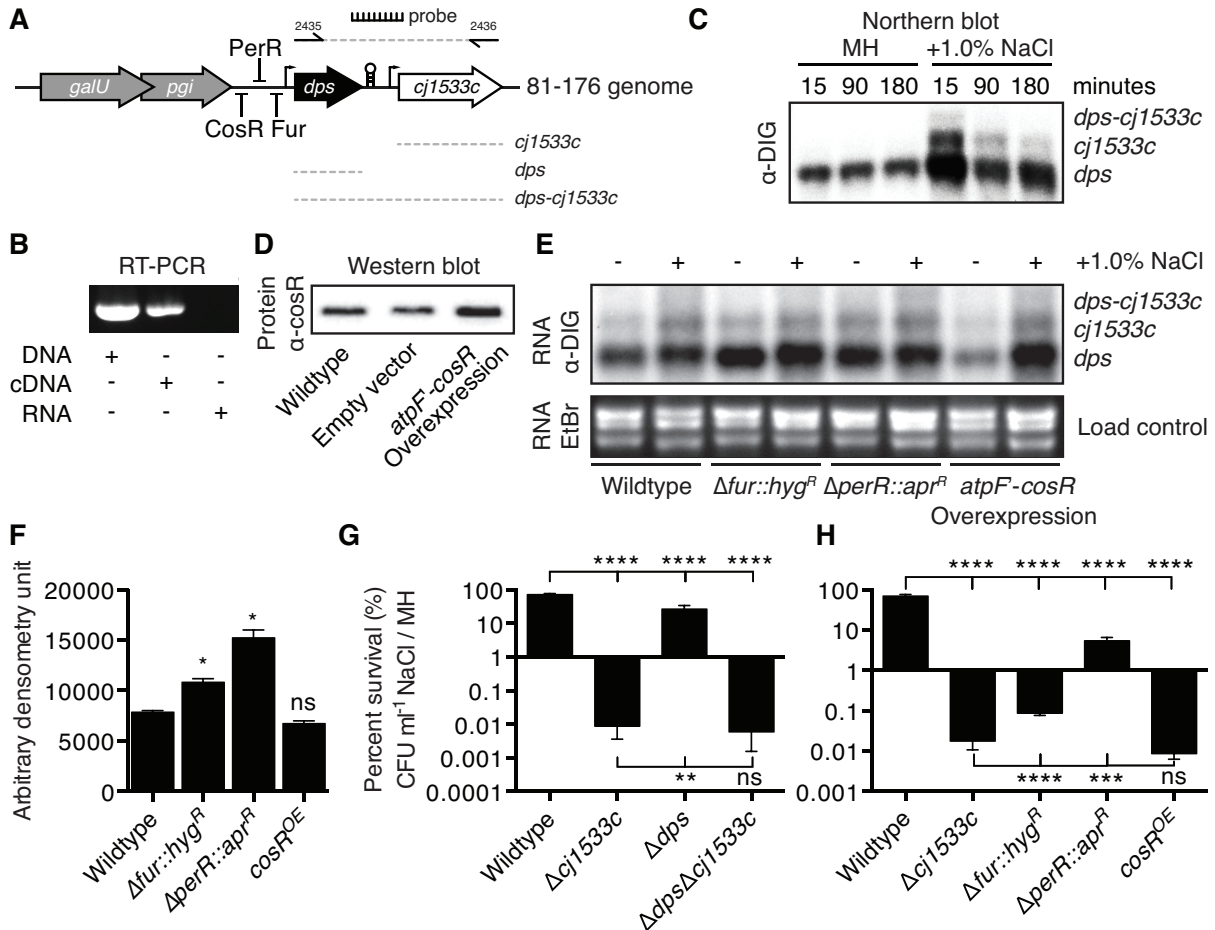 A
probe
2435
2436
PerR
galU
pgi
dps
cj1533c
81-176 genome
CosR
Fur
cj1533c
dps
dps-cj1533c
B
RT-PCR
DNA + - -
cDNA - + -
RNA - - +
C
Northern blot
MH +1.0% NaCl
15 90 180 15 90 180 minutes
α-DIG
dps-cj1533c
cj1533c
dps
D
Western blot
Protein
α-cosR
Wildtype
Empty vector
atpF'-cosR
Overexpression
E
- + - + - + - + +1.0% NaCl
RNA
α-DIG
dps-cj1533c
cj1533c
dps
RNA
EtBr
Load control
Wildtype Δfur::hygR ΔperR::aprR atpF'-cosR
Overexpression
F
Arbitrary densometry unit
20000
15000
10000
5000
0
*
*
ns
Wildtype
Δfur::hygR
ΔperR::aprR
cosROE
G
Percent survival (%)
CFU ml-1 NaCl / MH
**** **** ****
100
10
1
0.1
0.01
0.001
0.0001
** ns
Wildtype
Δcj1533c
Δdps
ΔdpsΔcj1533c
H
**** **** **** ****
100
10
1
0.1
0.01
0.001
**** *** ns
Wildtype
Δcj1533c
Δfur::hygR
ΔperR::aprR
cosROE